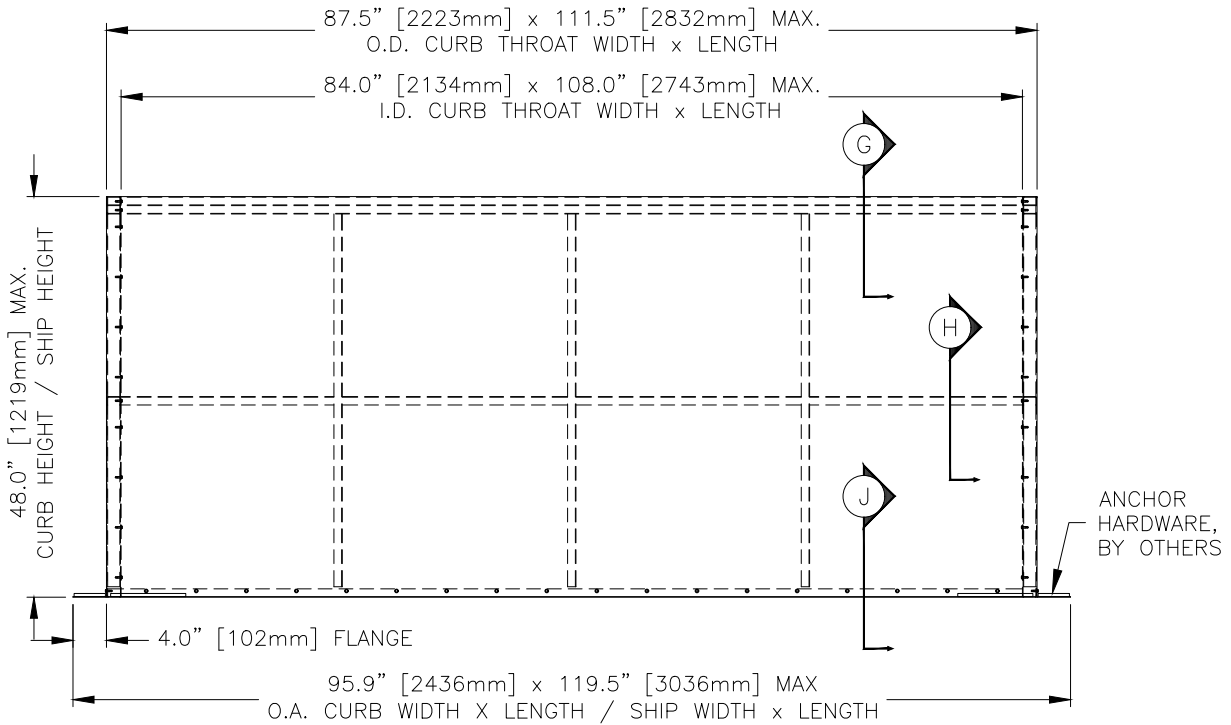 87.5” [2223mm] x 111.5” [2832mm] MAX.
O.D. CURB THROAT WIDTH x LENGTH
84.0” [2134mm] x 108.0” [2743mm] MAX.
I.D. CURB THROAT WIDTH x LENGTH
G
48.0” [1219mm] MAX.
CURB HEIGHT / SHIP HEIGHT
H
J
ANCHOR
HARDWARE,
BY OTHERS
4.0” [102mm] FLANGE
95.9” [2436mm] x 119.5” [3036mm] MAX
O.A. CURB WIDTH X LENGTH / SHIP WIDTH x LENGTH